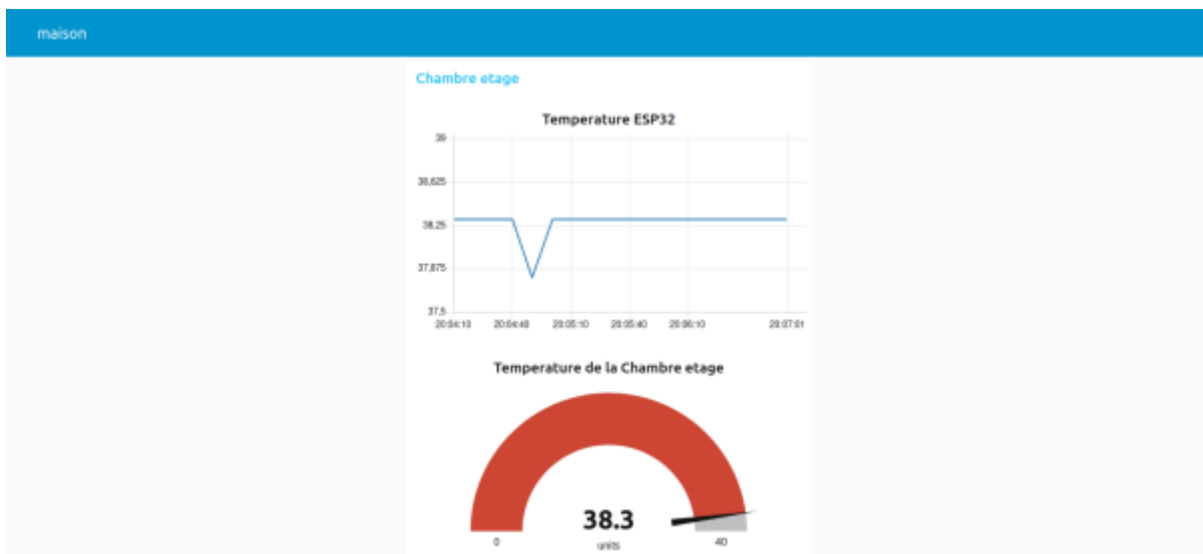 maison
Chambre etage
Temperature ESP32
39
38,625
38,25
37,875
37,5
20:04:10 20:04:40 20:05:10 20:05:40 20:06:10 20:07:01
Temperature de la Chambre etage
38.3
units
0 40